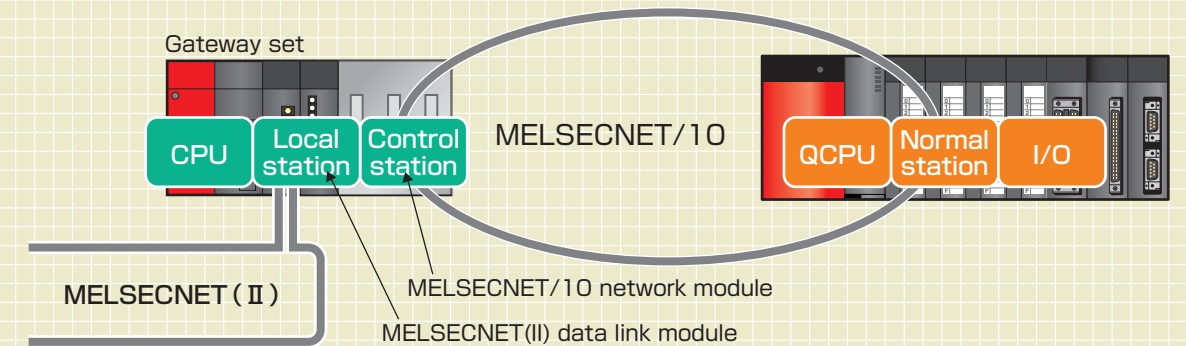 Gateway set
CPU
Local
station
Control
station
MELSECNET/10
QCPU
Normal
station
I/O
MELSECNET(Ⅱ)
MELSECNET/10 network module
MELSECNET(II) data link module